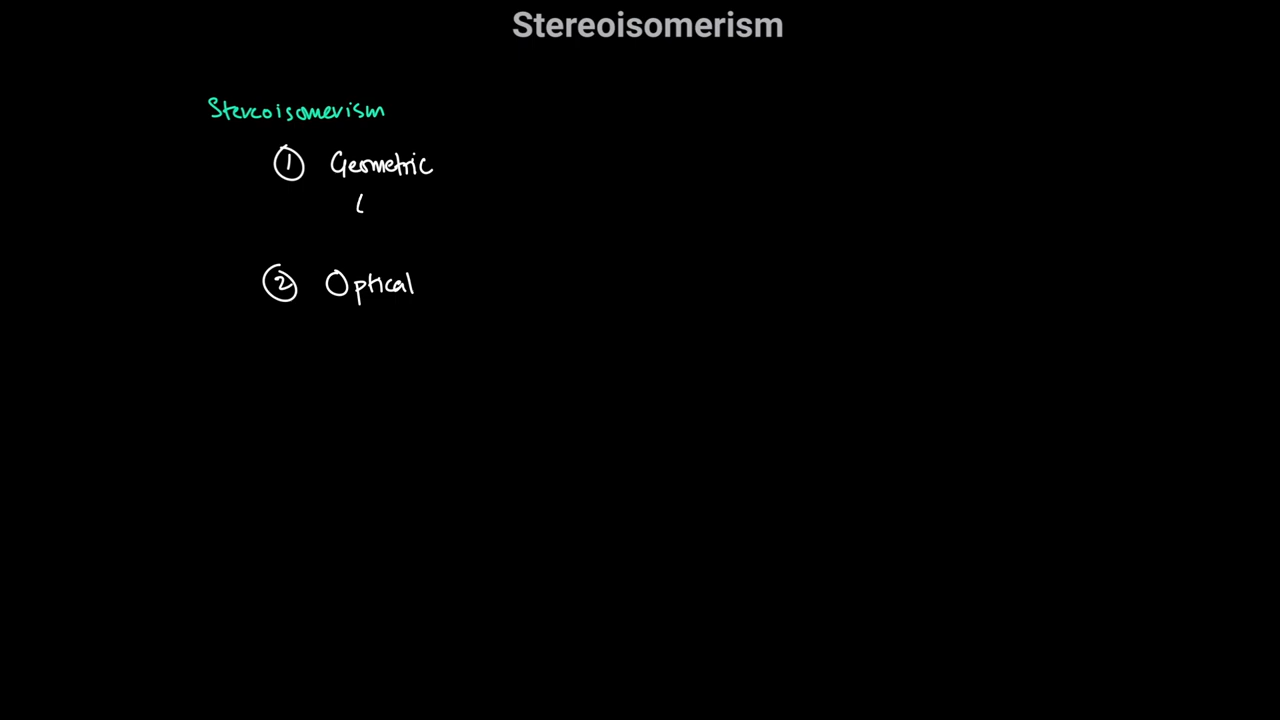 Stereoisomerism
Stereoisomerism
① Geometric
(
② Optical